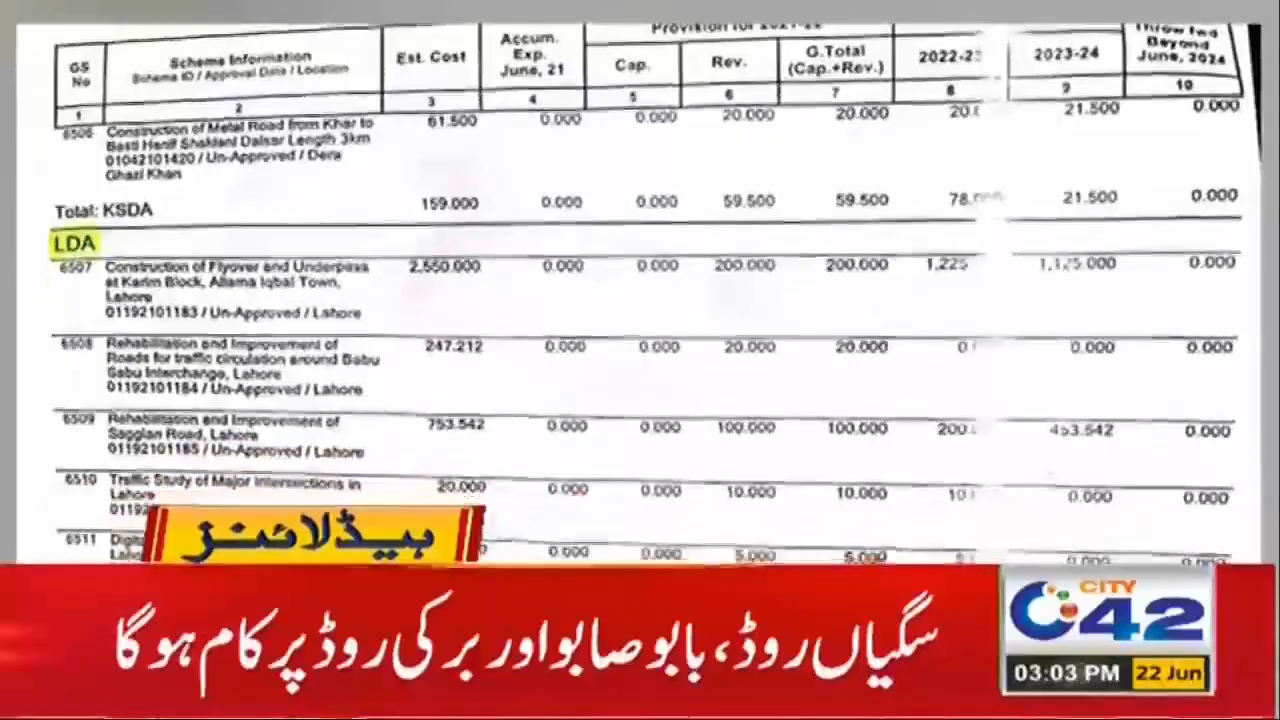 Provision for 2021-22
GS No
Scheme Information
Scheme ID / Approval Date / Location
Est. Cost
Accum. Exp. June, 21
Cap.
Rev.
G.Total (Cap.+Rev.)
2023-24
Beyond June, 2024
1 2 3 4 5 6 7 8 9 10
6506 Construction of Metal Road from Khar to 61.500 0.000 0.000 20.000 20.000 21.500 0.000
Length 3km
01042101420 / Un-Approved / Dera
Ghazi Khan
Total: KSDA 159.000 0.000 0.000 59.500 59.500 21.500 0.000
LDA
6507 Construction of Flyover and Underpass 2,550.000 0.000 0.000 200.000 200.000 1,225 1,125.000 0.000
at Karim Block, Allama Iqbal Town,
Lahore
01192101183 / Un-Approved / Lahore
6508 Rehabilitation and Improvement of 247.212 0.000 0.000 20.000 20.000 0.000 0.000
Roads for traffic circulation around Babu
Sabu Interchange, Lahore
01192101184 / Un-Approved / Lahore
6509 Rehabilitation and Improvement of 753.542 0.000 0.000 100.000 100.000 453.542 0.000
Saggian Road, Lahore
01192101185 / Un-Approved / Lahore
6510 Traffic Study of Major Intersections in 20.000 0.000 0.000 10.000 10.000 0.000 0.000
Lahore
6511 0.000 0.000 5.000 5.000 0.000 0.000
ہیڈلائنز
سگیاں روڈ، بابو صابو اور برکی روڈ پر کام ہوگا
CITY
42
03:03 PM 22 Jun